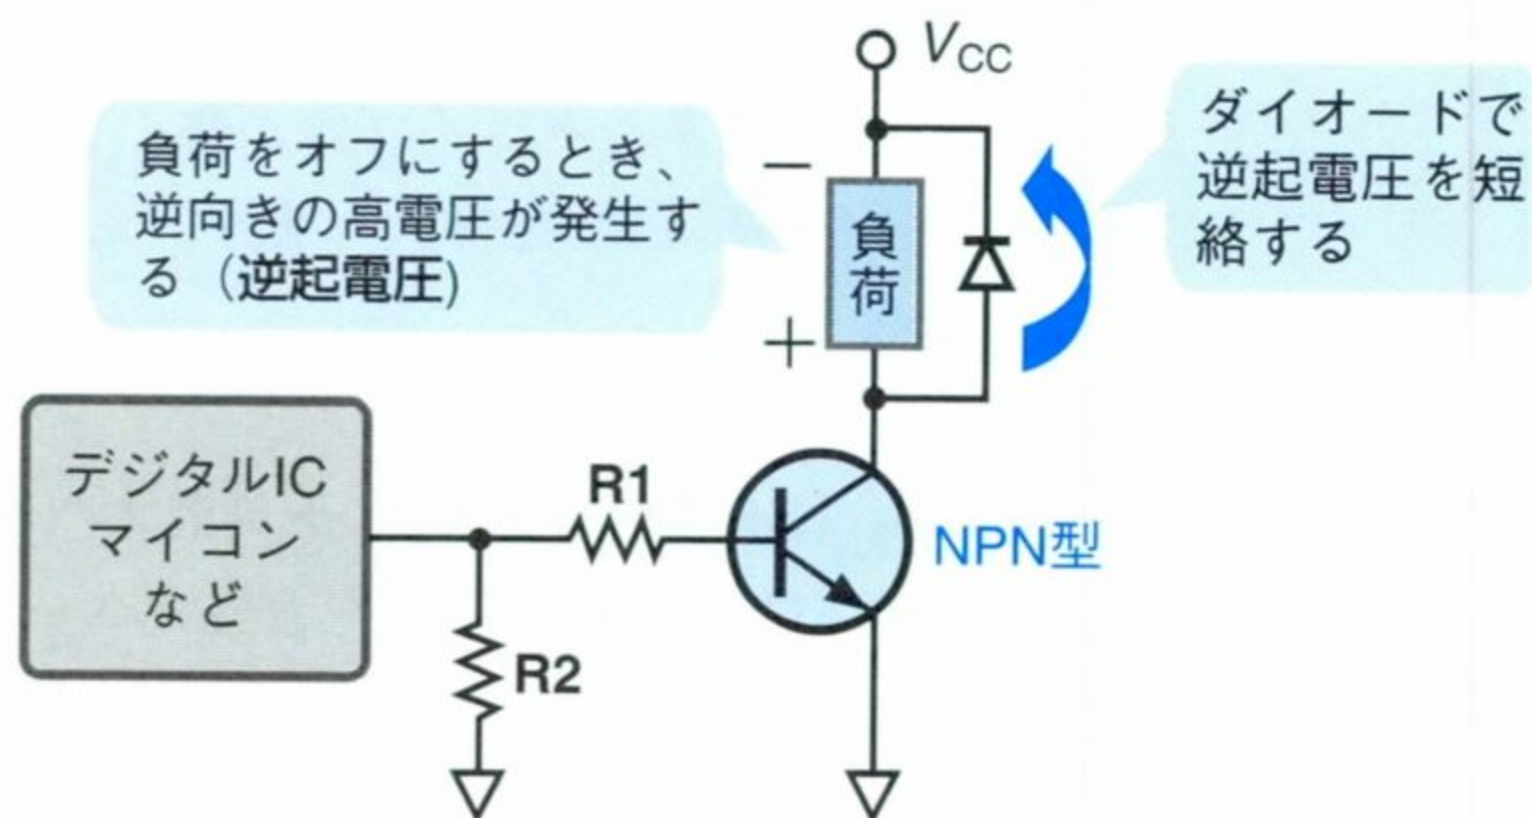 VCC
負荷をオフにするとき、
逆向きの高電圧が発生す
る（逆起電圧)
ダイオードで
逆起電圧を短
絡する
−
負
荷
+
デジタルIC
マイコン
など
R1
NPN型
R2